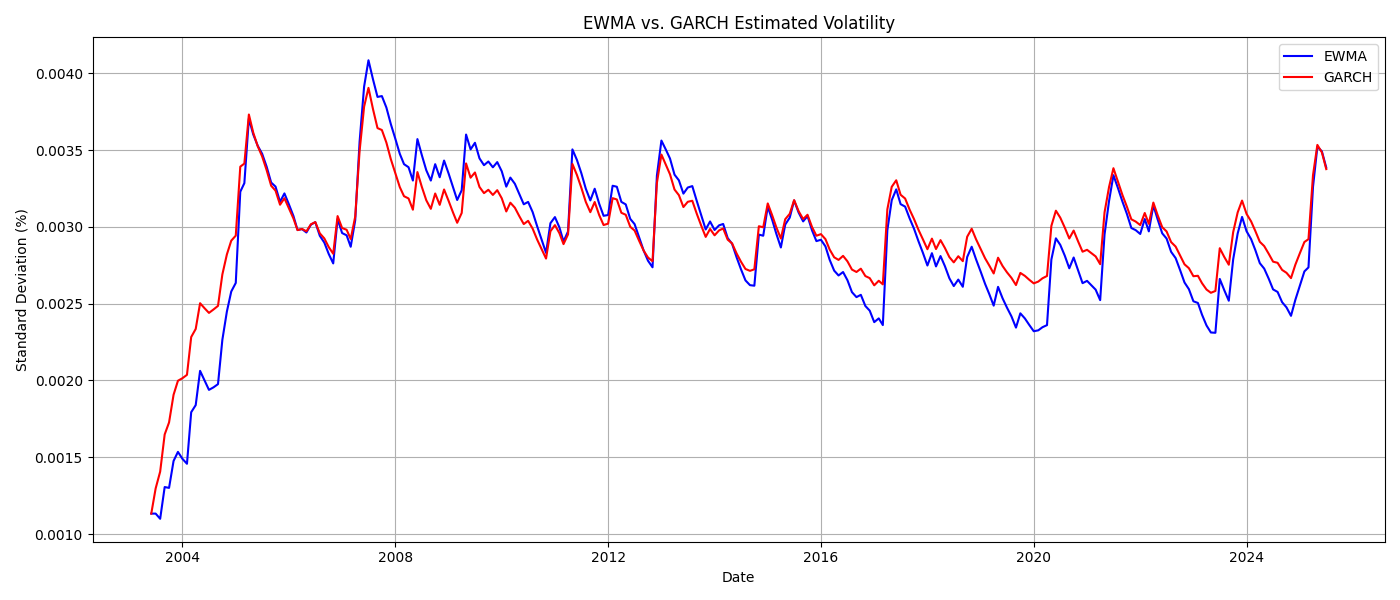 EWMA vs. GARCH Estimated Volatility
EWMA
GARCH
Standard Deviation (%)
0.0040
0.0035
0.0030
0.0025
0.0020
0.0015
0.0010
2004
2008
2012
2016
2020
2024
Date